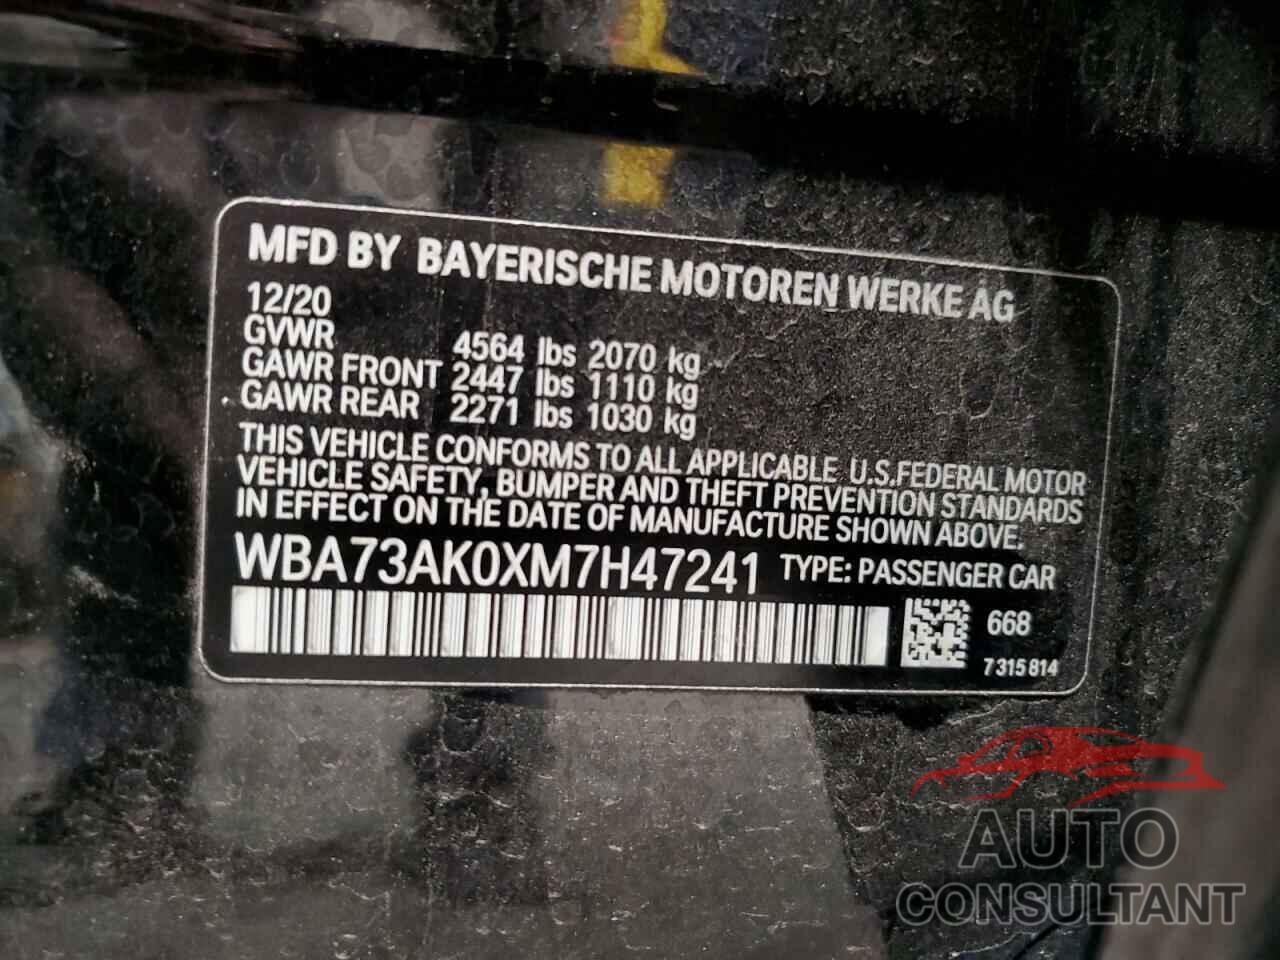 MFD BY BAYERISCHE MOTOREN WERKE AG
12/20
GVWR 4564 lbs 2070 kg
GAWR FRONT 2447 lbs 1110 kg
GAWR REAR 2271 lbs 1030 kg
THIS VEHICLE CONFORMS TO ALL APPLICABLE U.S.FEDERAL MOTOR
VEHICLE SAFETY, BUMPER AND THEFT PREVENTION STANDARDS
IN EFFECT ON THE DATE OF MANUFACTURE SHOWN ABOVE.
WBA73AK0XM7H47241 TYPE: PASSENGER CAR
668
7 315 814
AUTO
CONSULTANT